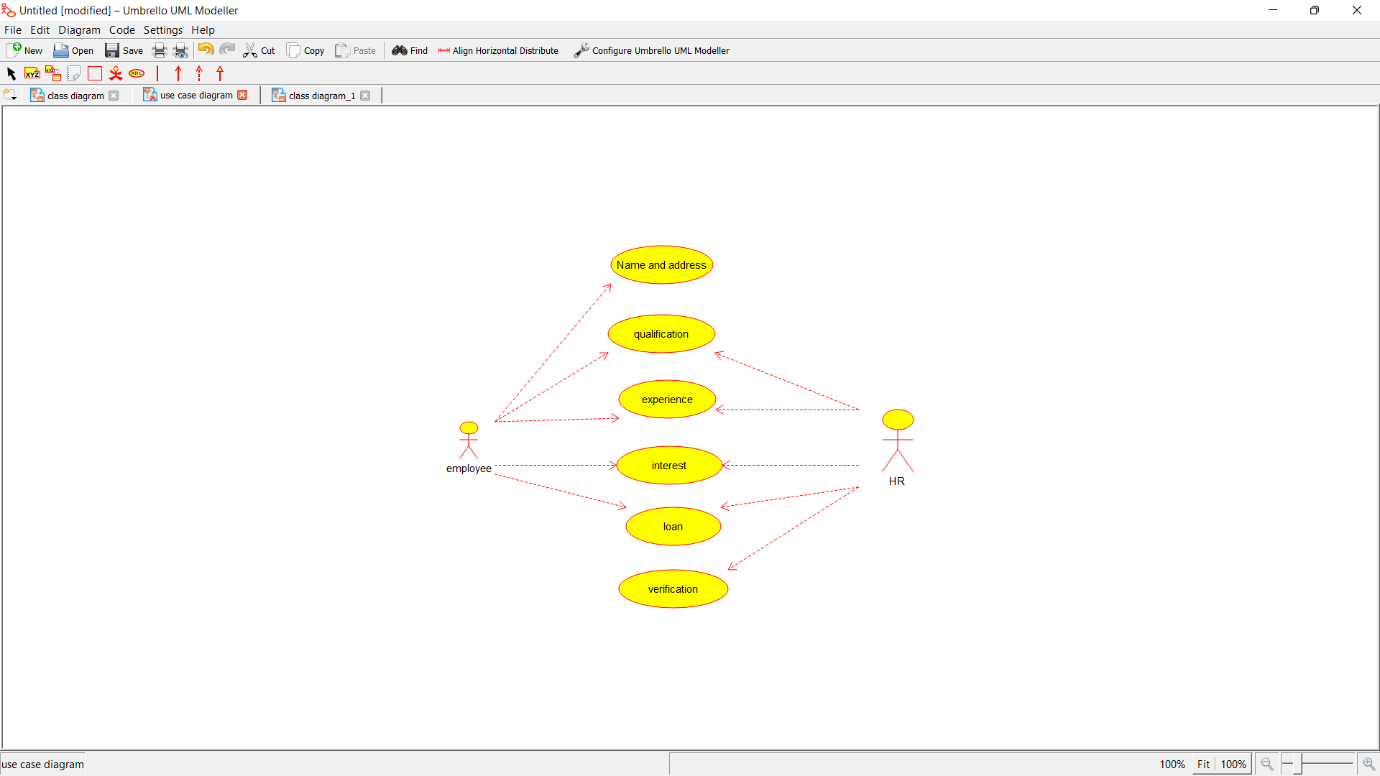 Untitled [modified] – Umbrello UML Modeller
File Edit Diagram Code Settings Help
New Open Save Cut Copy Paste Find Align Horizontal Distribute Configure Umbrello UML Modeller
XYZ ABC
class diagram use case diagram class diagram_1
Name and address
qualification
experience
interest
employee
HR
loan
verification
use case diagram 100% Fit 100%